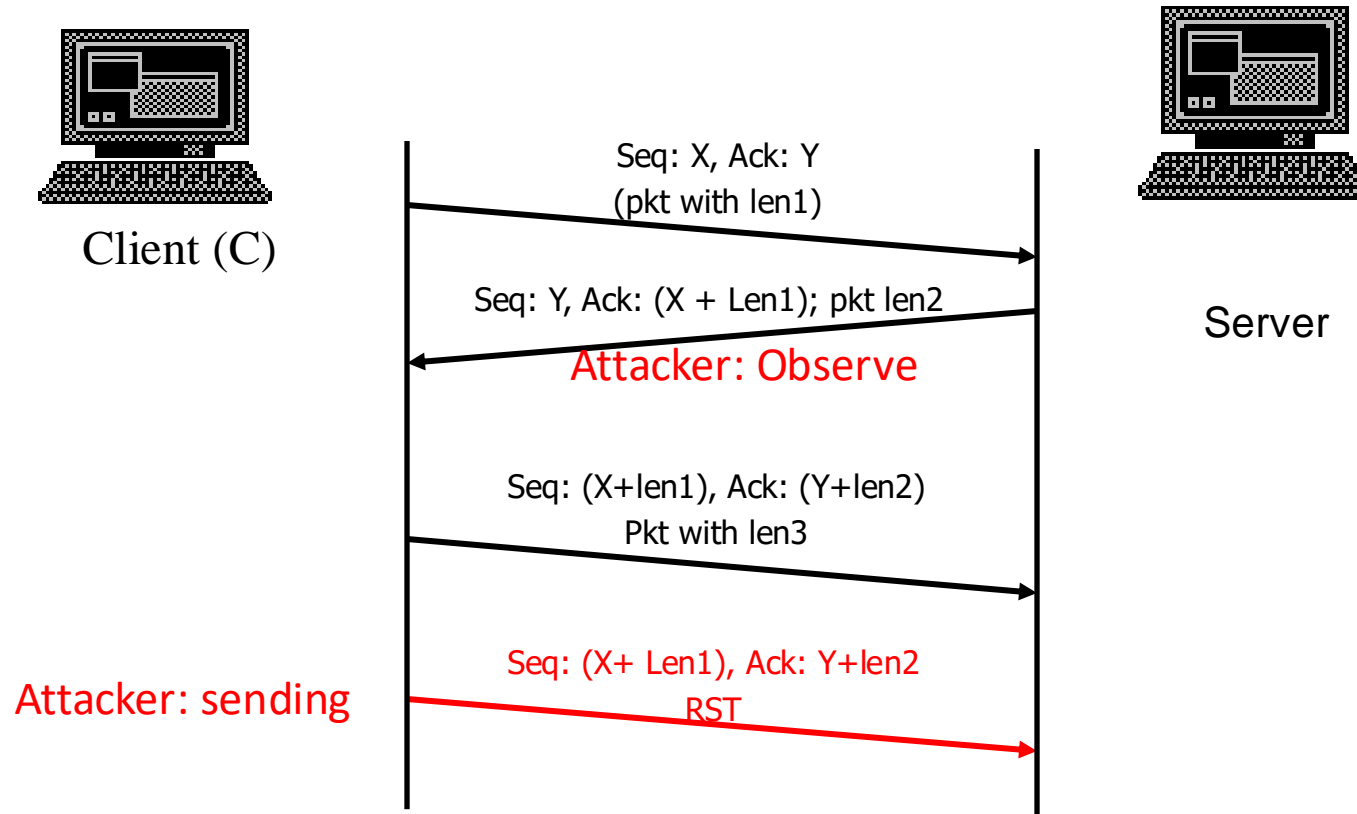 Seq: X, Ack: Y
(pkt with len1)
Client (C)
Seq: Y, Ack: (X + Len1); pkt len2
Server
Attacker: Observe
Seq: (X+len1), Ack: (Y+len2)
Pkt with len3
Seq: (X+ Len1), Ack: Y+len2
Attacker: sending
RST